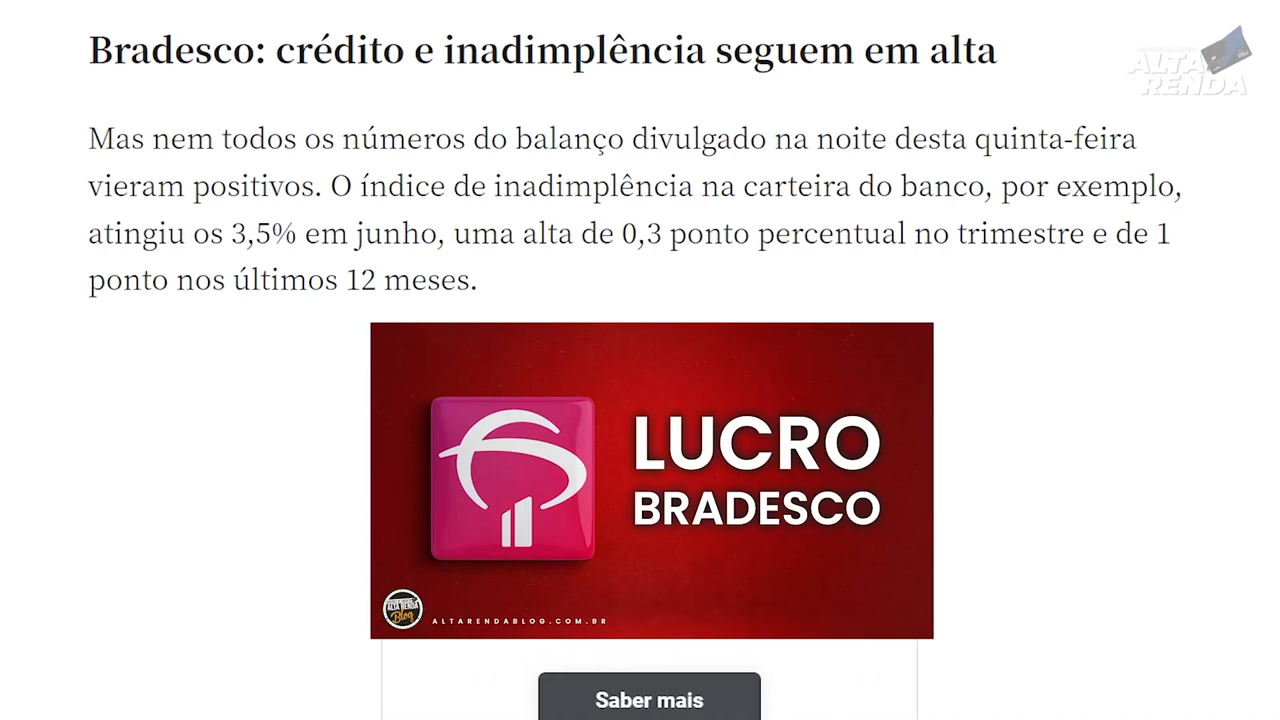 Bradesco: crédito e inadimplência seguem em alta
ALTA
RENDA
Mas nem todos os números do balanço divulgado na noite desta quinta-feira
vieram positivos. O índice de inadimplência na carteira do banco, por exemplo,
atingiu os 3,5% em junho, uma alta de 0,3 ponto percentual no trimestre e de 1
ponto nos últimos 12 meses.
LUCRO
BRADESCO
ALTA RENDA
Blog
ALTARENDABLOG.COM.BR
Saber mais